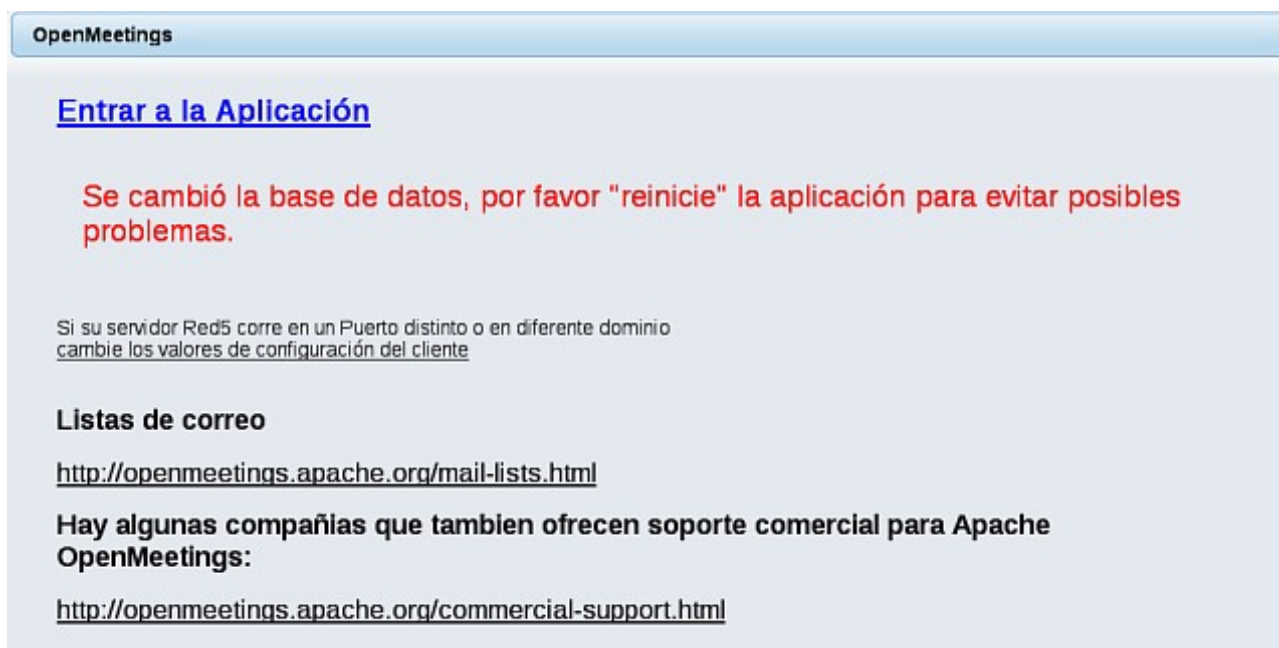 OpenMeetings
Entrar a la Aplicación
Se cambió la base de datos, por favor "reinicie" la aplicación para evitar posibles
problemas.
Si su servidor Red5 corre en un Puerto distinto o en diferente dominio
cambie los valores de configuración del cliente
Listas de correo
http://openmeetings.apache.org/mail-lists.html
Hay algunas compañias que tambien ofrecen soporte comercial para Apache
OpenMeetings:
http://openmeetings.apache.org/commercial-support.html